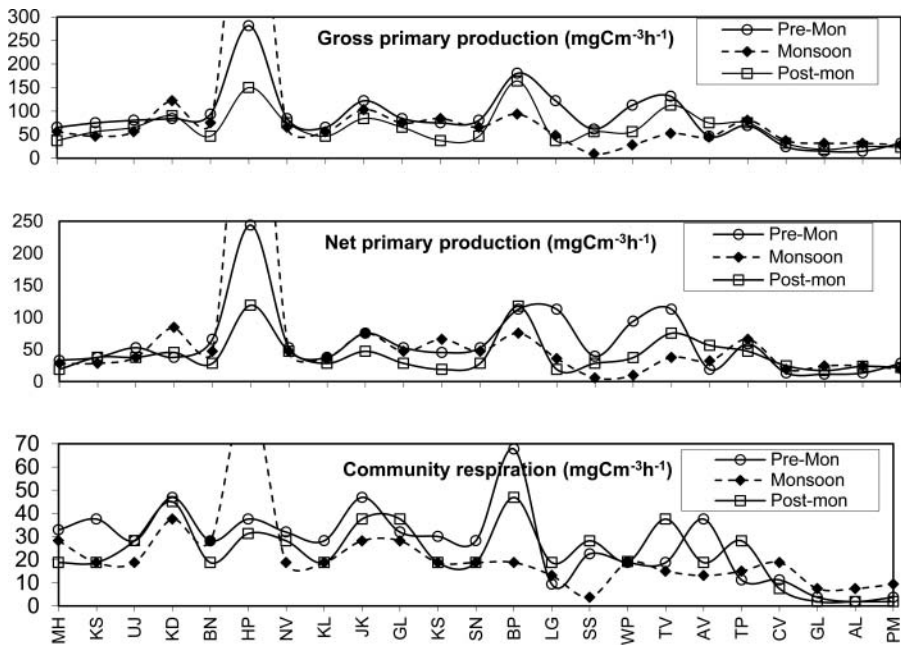 300
250
200
150
100
50
0
Gross primary production (mgCm-3h-1)
Pre-Mon
Monsoon
Post-mon
250
200
150
100
50
0
Net primary production (mgCm-3h-1)
Pre-Mon
Monsoon
Post-mon
70
60
50
40
30
20
10
0
Community respiration (mgCm-3h-1)
Pre-Mon
Monsoon
Post-mon
MH KS UJ KD BN HP NV KL JK GL KS SN BP LG SS WP TV AV TP CV GL AL PM